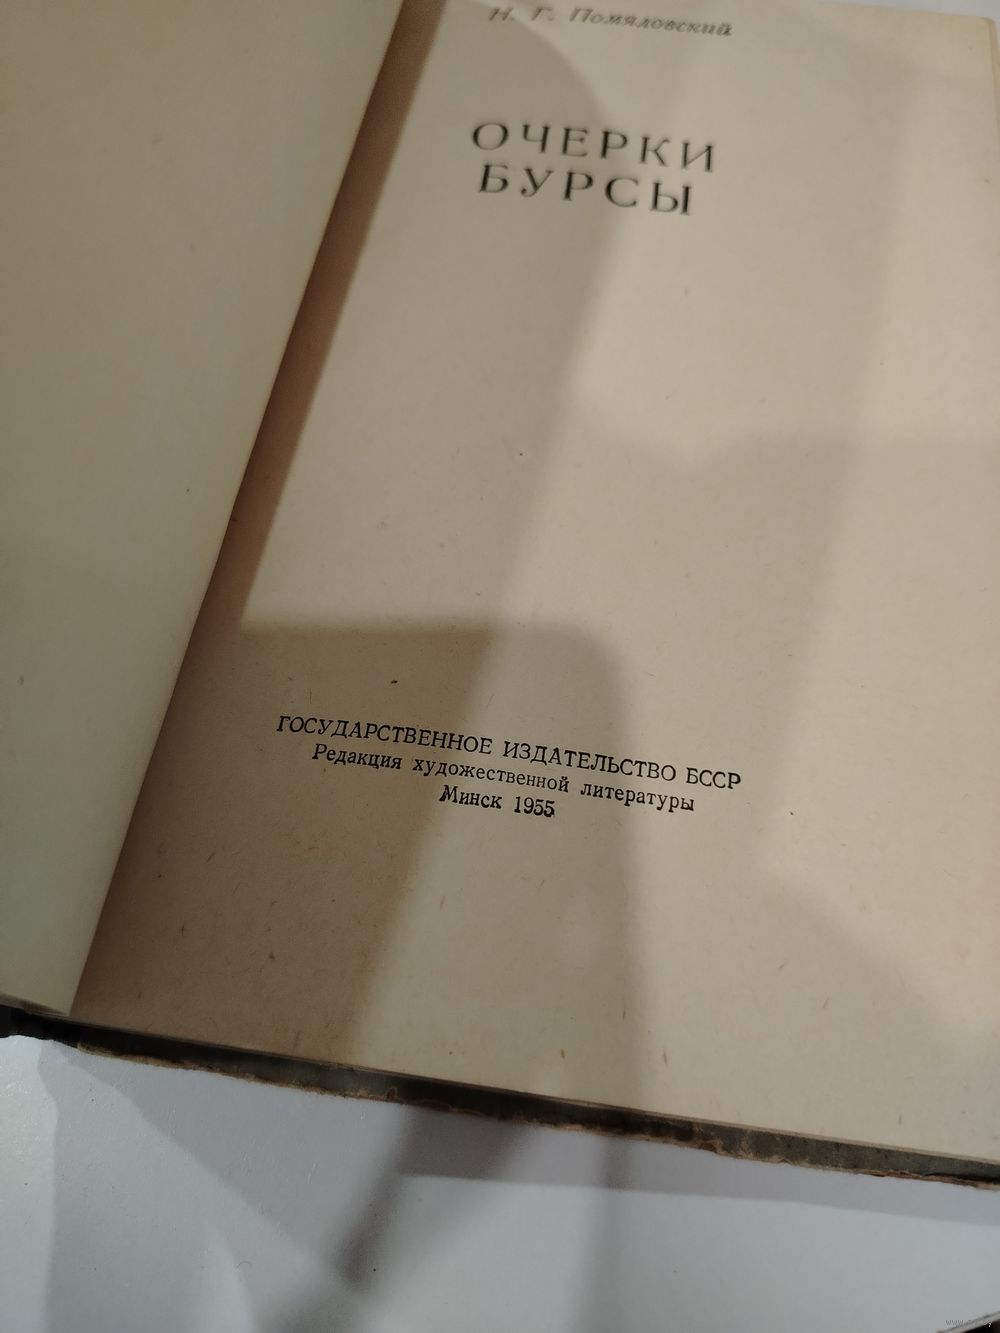 Н. Г. Помяловский
ОЧЕРКИ
БУРСЫ
ГОСУДАРСТВЕННОЕ ИЗДАТЕЛЬСТВО БССР
Редакция художественной литературы
Минск 1955